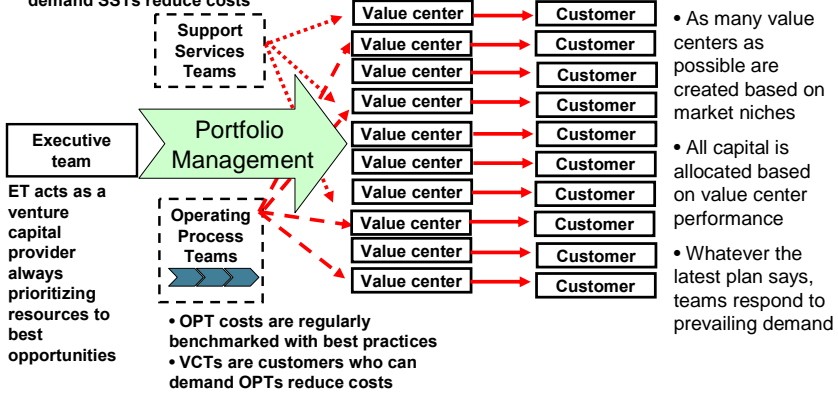 demand SSTs reduce costs
Support
Services
Teams
Executive
team
Portfolio
Management
ET acts as a
venture
capital
provider
always
prioritizing
resources to
best
opportunities
Operating
Process
Teams
• OPT costs are regularly
benchmarked with best practices
• VCTs are customers who can
demand OPTs reduce costs
Value center
Customer
Value center
Customer
Value center
Customer
Value center
Customer
Value center
Customer
Value center
Customer
Value center
Customer
Value center
Customer
Value center
Customer
Value center
Customer
• As many value
centers as
possible are
created based on
market niches
• All capital is
allocated based
on value center
performance
• Whatever the
latest plan says,
teams respond to
prevailing demand